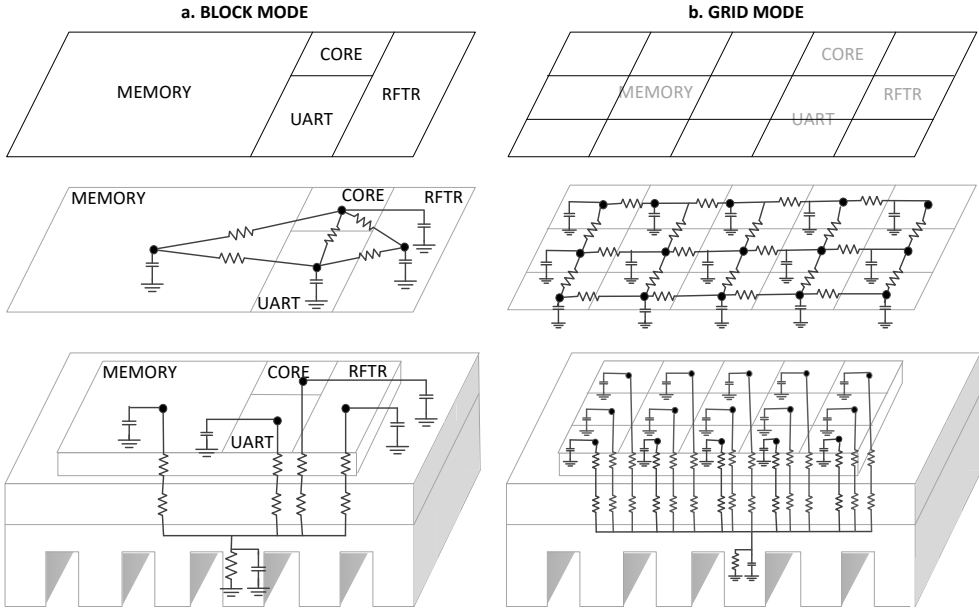 a. BLOCK MODE
b. GRID MODE
CORE
MEMORY
RFTR
UART
CORE
MEMORY
RFTR
UART
MEMORY
CORE
RFTR
UART
MEMORY
CORE
RFTR
UART